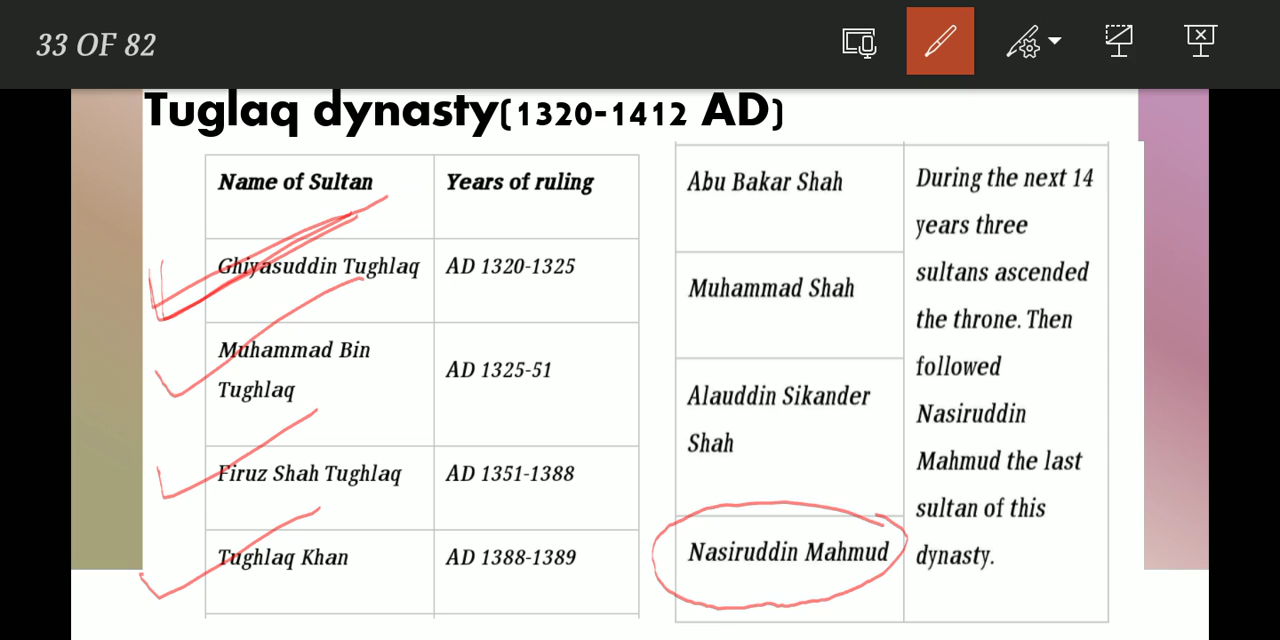 33 OF 82
Tuglaq dynasty(1320-1412 AD)
Name of Sultan
Years of ruling
Ghiyasuddin Tughlaq
AD 1320-1325
Muhammad Bin
Tughlaq
AD 1325-51
Firuz Shah Tughlaq
AD 1351-1388
Tughlaq Khan
AD 1388-1389
Abu Bakar Shah
Muhammad Shah
Alauddin Sikander
Shah
Nasiruddin Mahmud
During the next 14
years three
sultans ascended
the throne. Then
followed
Nasiruddin
Mahmud the last
sultan of this
dynasty.